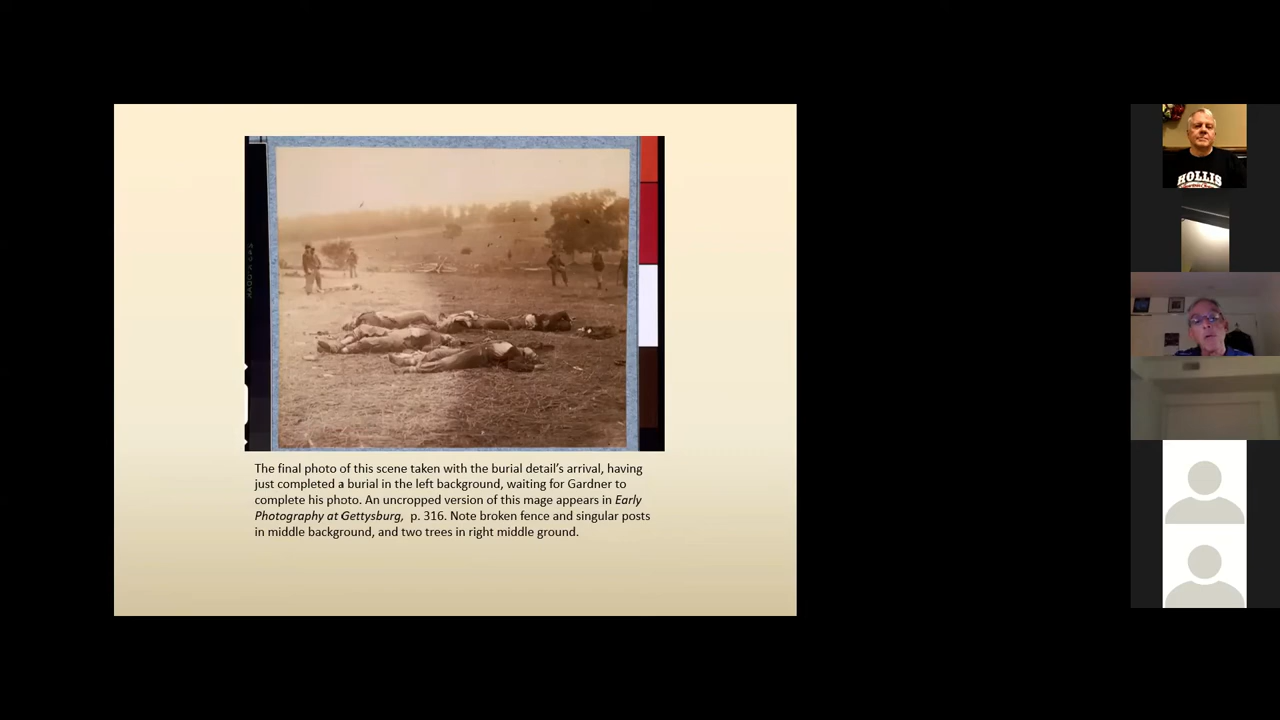 The final photo of this scene taken with the burial detail's arrival, having
just completed a burial in the left background, waiting for Gardner to
complete his photo. An uncropped version of this mage appears in Early
Photography at Gettysburg, p. 316. Note broken fence and singular posts
in middle background, and two trees in right middle ground.
HOLLIS